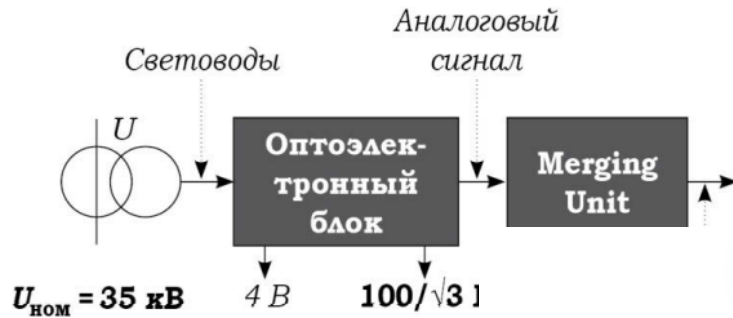 Аналоговый
сигнал
Световоды
U
Оптоэлек-
тронный
блок
Merging
Unit
Uном = 35 кВ
4 В
100/√3